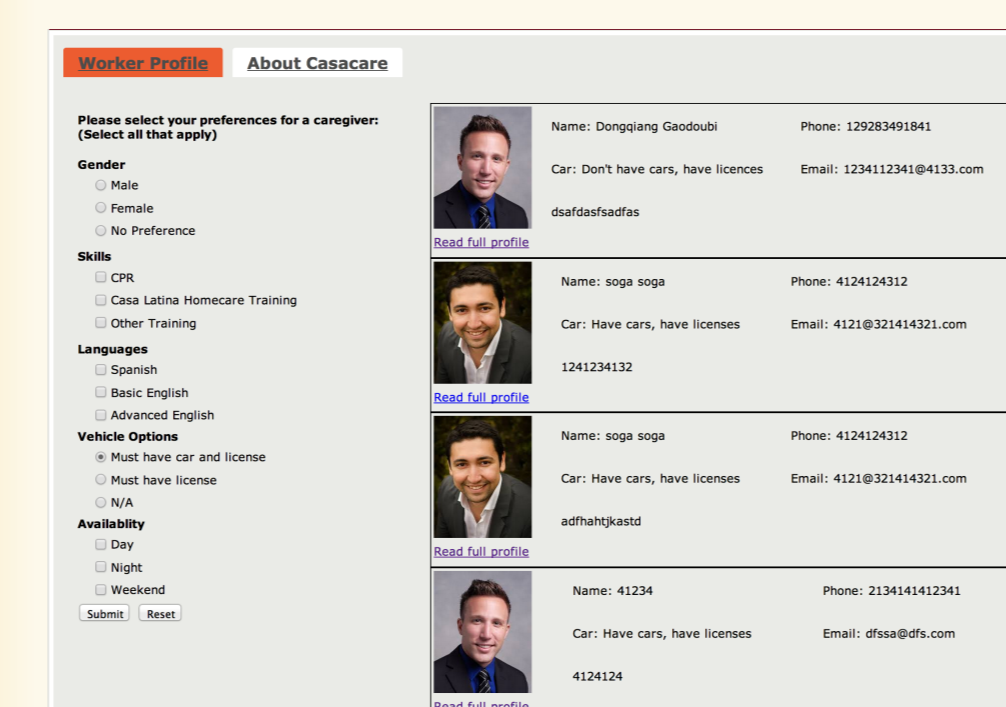 Worker Profile About Casacare
Please select your preferences for a caregiver:
(Select all that apply)
Gender
Male
Female
No Preference
Skills
CPR
Casa Latina Homecare Training
Other Training
Languages
Spanish
Basic English
Advanced English
Vehicle Options
Must have car and license
Must have license
N/A
Availablity
Day
Night
Weekend
Submit Reset
Name: Dongqiang Gaodoubi Phone: 129283491841
Car: Don't have cars, have licences Email: 1234112341@4133.com
dsafdasfsadfas
Read full profile
Name: soga soga Phone: 4124124312
Car: Have cars, have licenses Email: 4121@321414321.com
1241234132
Read full profile
Name: soga soga Phone: 4124124312
Car: Have cars, have licenses Email: 4121@321414321.com
adfhahtjkastd
Read full profile
Name: 41234 Phone: 2134141412341
Car: Have cars, have licenses Email: dfssa@dfs.com
4124124
Read full profile